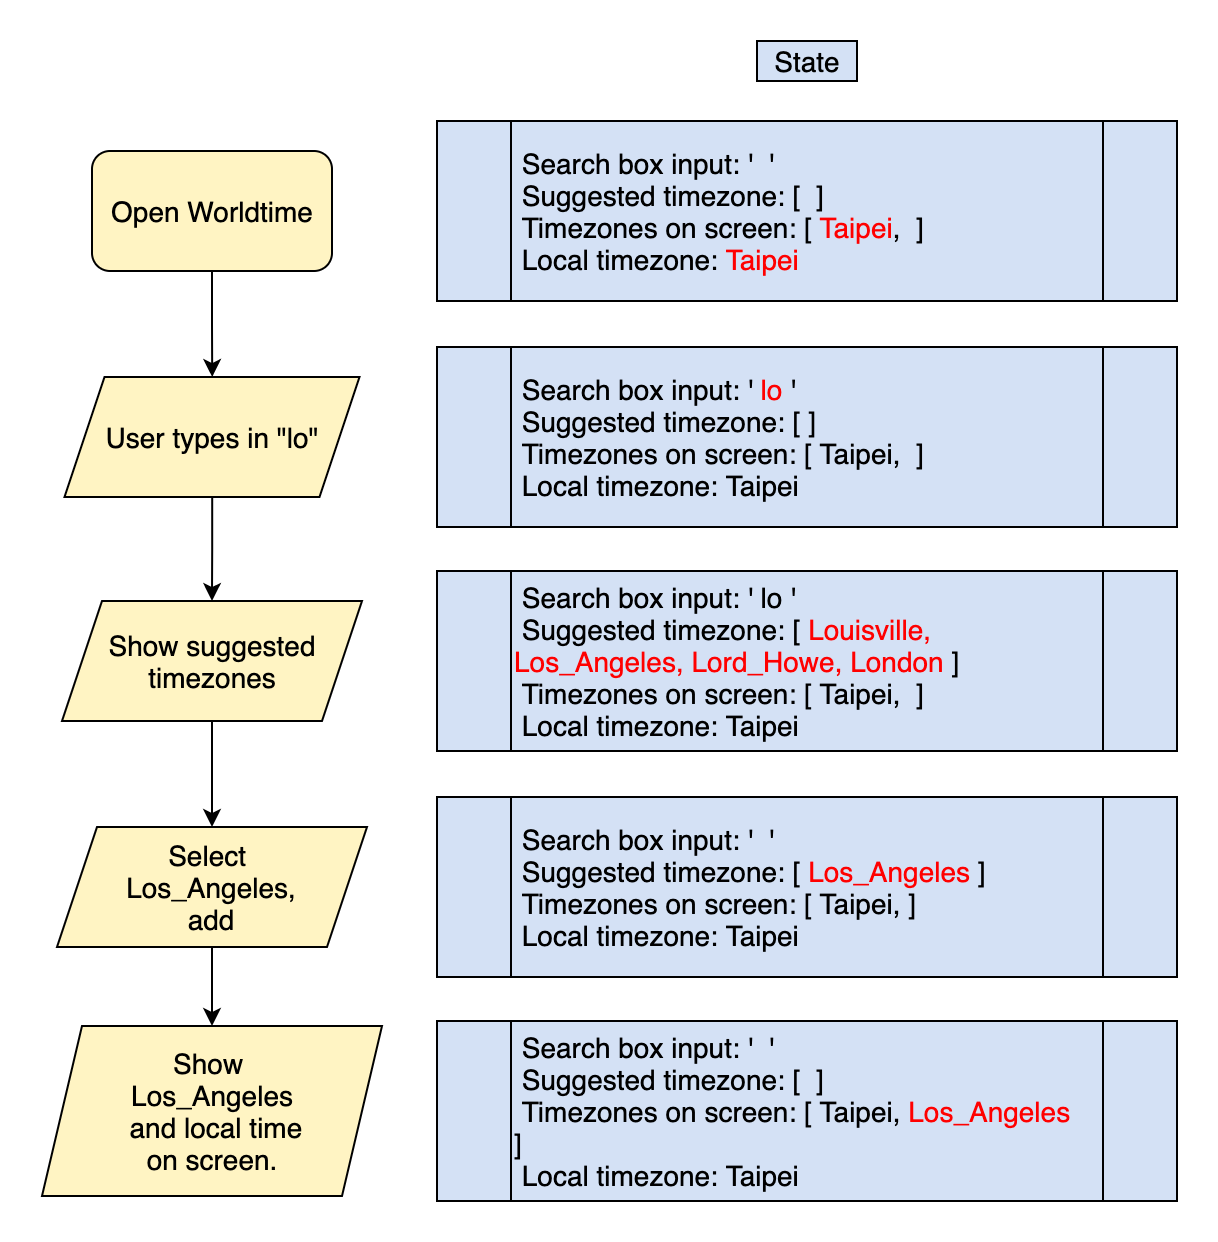 State
Open Worldtime
Search box input: '  '
Suggested timezone: [  ]
Timezones on screen: [ Taipei,  ]
Local timezone: Taipei
User types in "lo"
Search box input: ' lo '
Suggested timezone: [ ]
Timezones on screen: [ Taipei,  ]
Local timezone: Taipei
Show suggested
timezones
Search box input: ' lo '
Suggested timezone: [ Louisville,
Los_Angeles, Lord_Howe, London ]
Timezones on screen: [ Taipei,  ]
Local timezone: Taipei
Select
Los_Angeles,
add
Search box input: '  '
Suggested timezone: [ Los_Angeles ]
Timezones on screen: [ Taipei, ]
Local timezone: Taipei
Show
Los_Angeles
and local time
on screen.
Search box input: '  '
Suggested timezone: [  ]
Timezones on screen: [ Taipei, Los_Angeles
]
Local timezone: Taipei